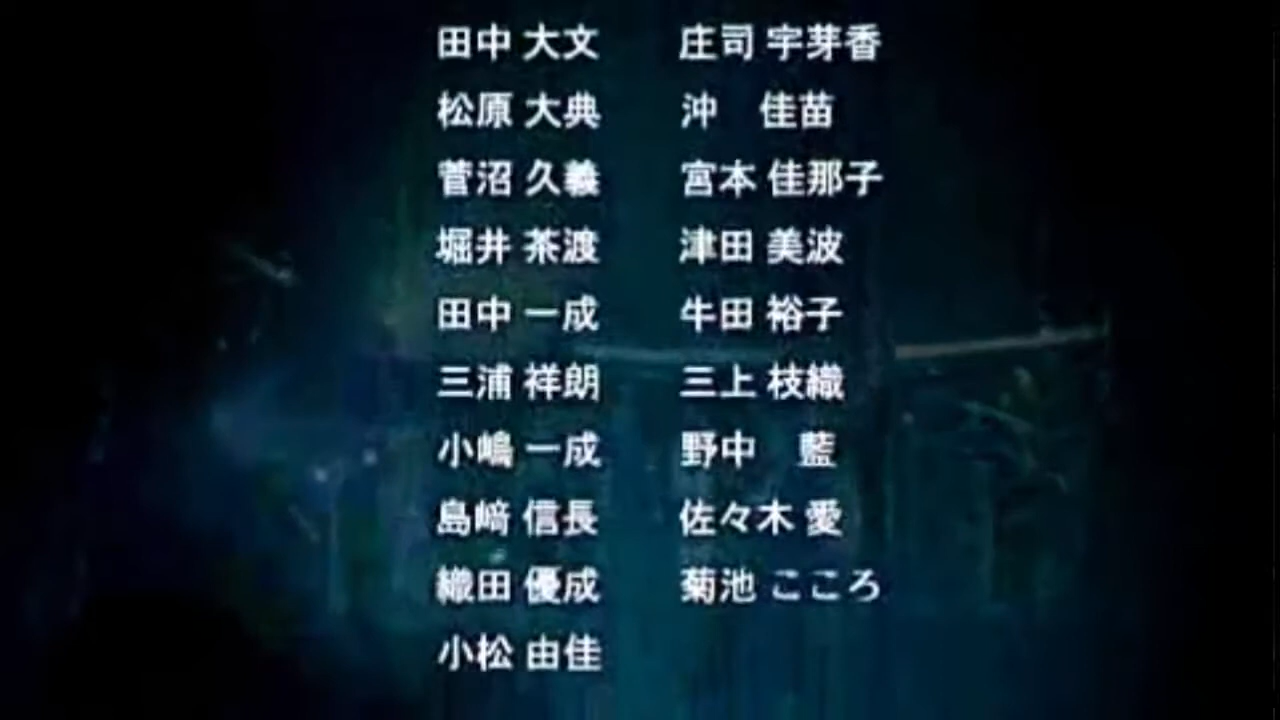 田中 大文　庄司 宇芽香
松原 大典　沖　佳苗
菅沼 久義　宮本 佳那子
堀井 茶渡　津田 美波
田中 一成　牛田 裕子
三浦 祥朗　三上 枝織
小嶋 一成　野中　藍
島﨑 信長　佐々木 愛
織田 優成　菊池 こころ
小松 由佳